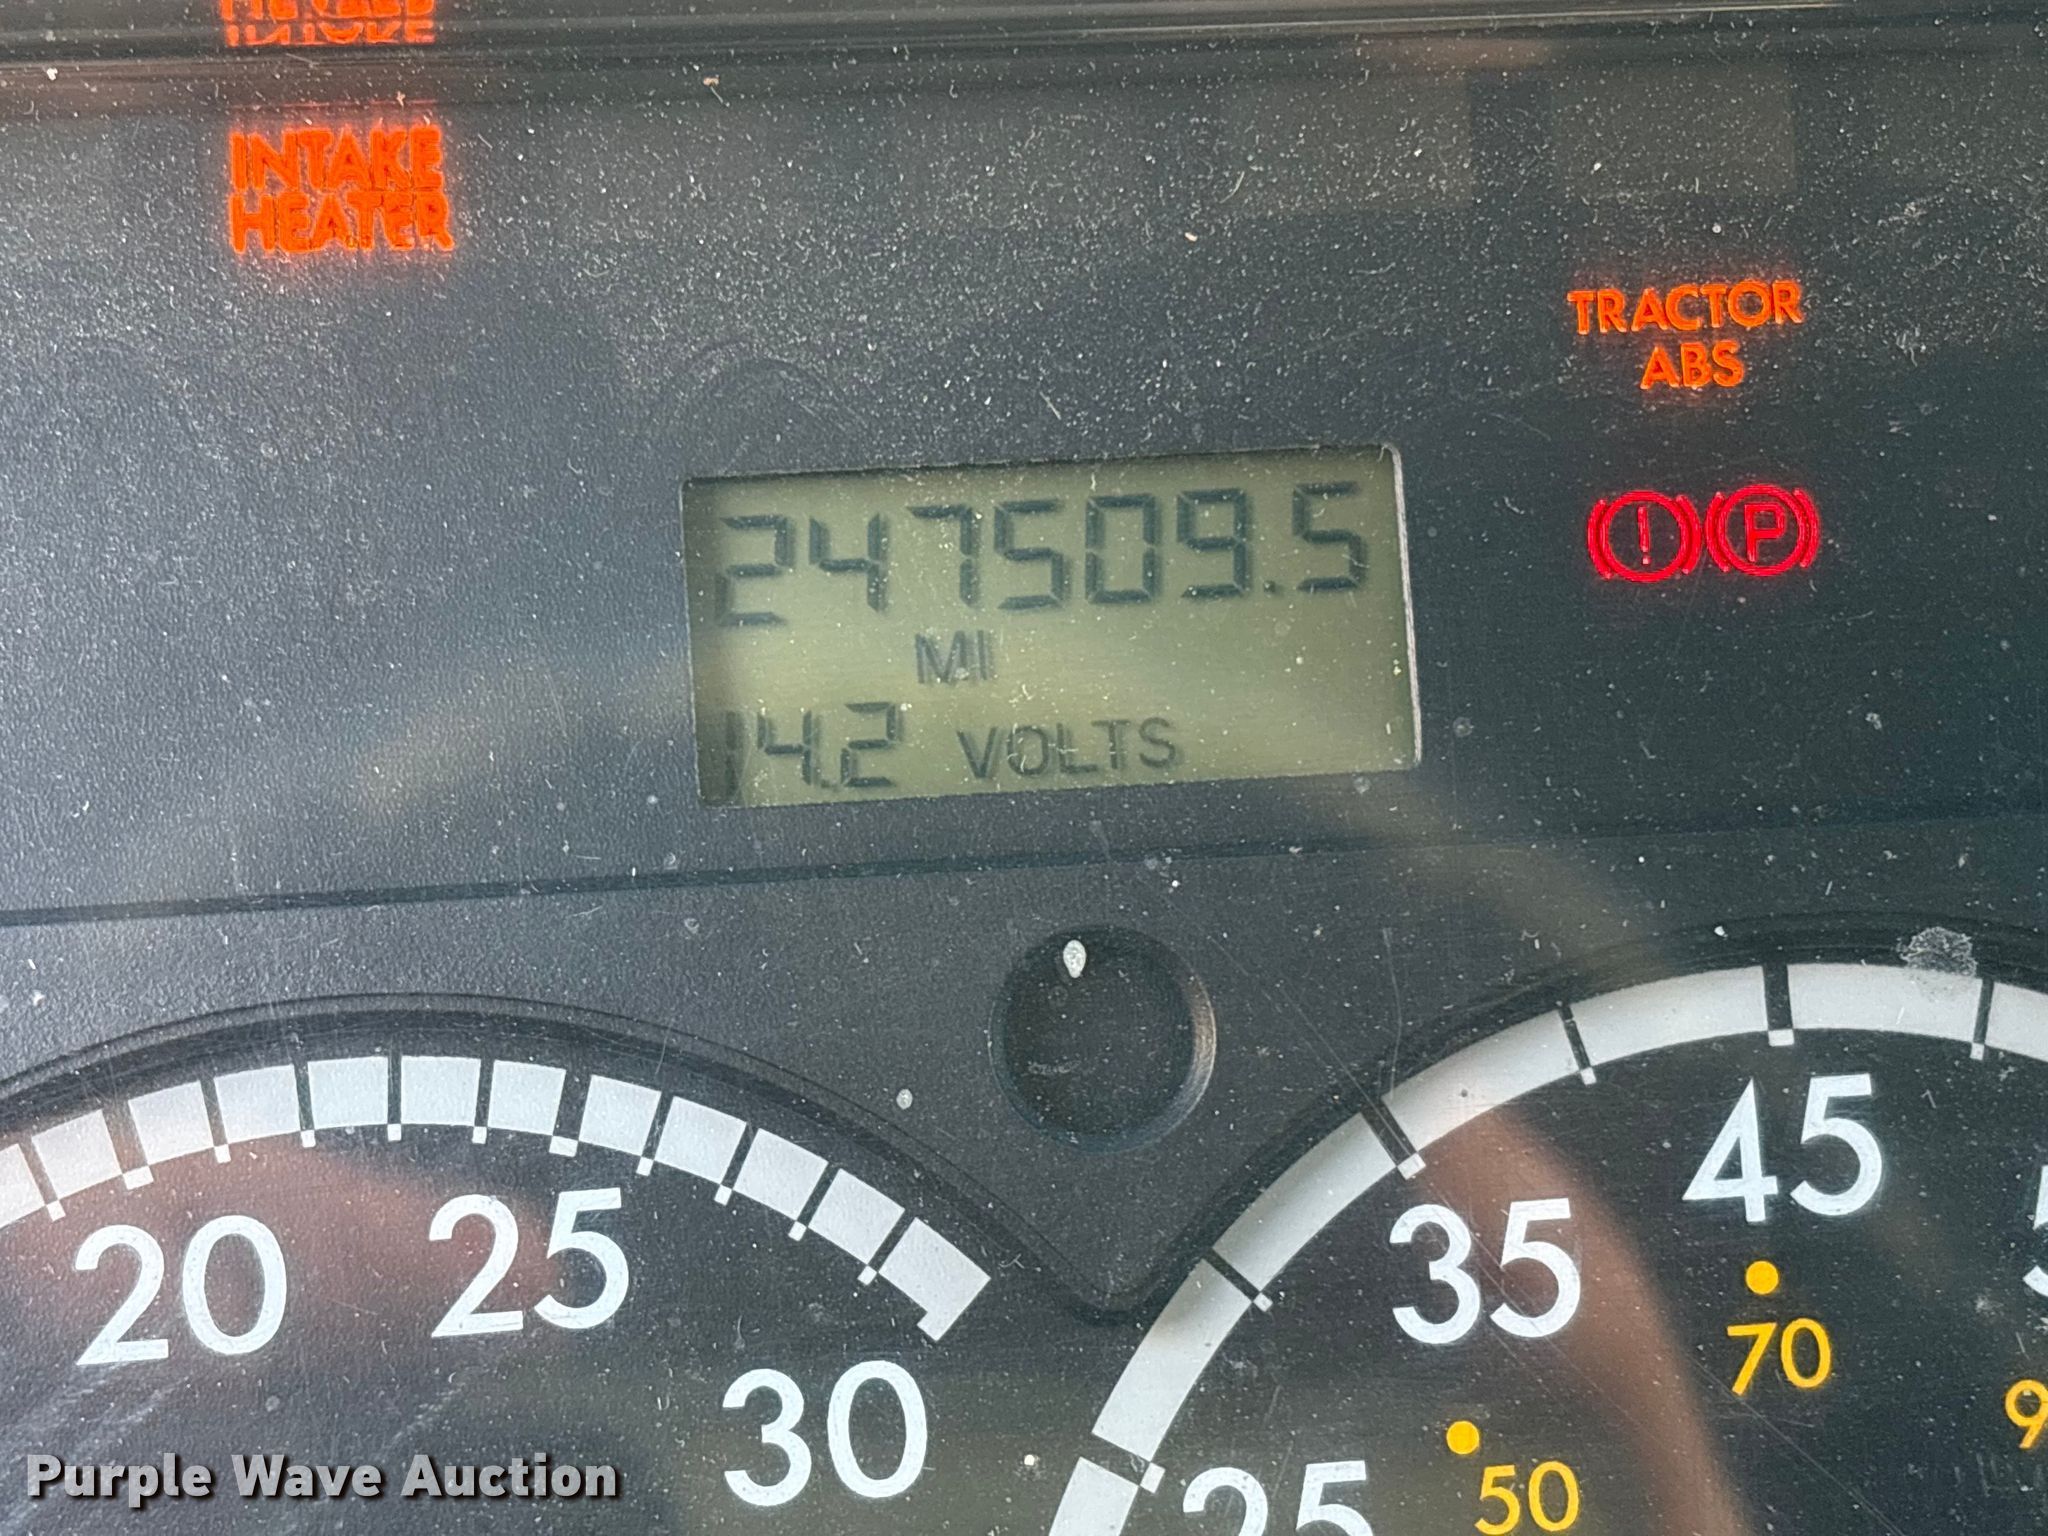 INTAKE
HEATER
TRACTOR
ABS
! P
247509.5
MI
14.2 VOLTS
20 25 30
25 35 45
50 70
Purple Wave Auction